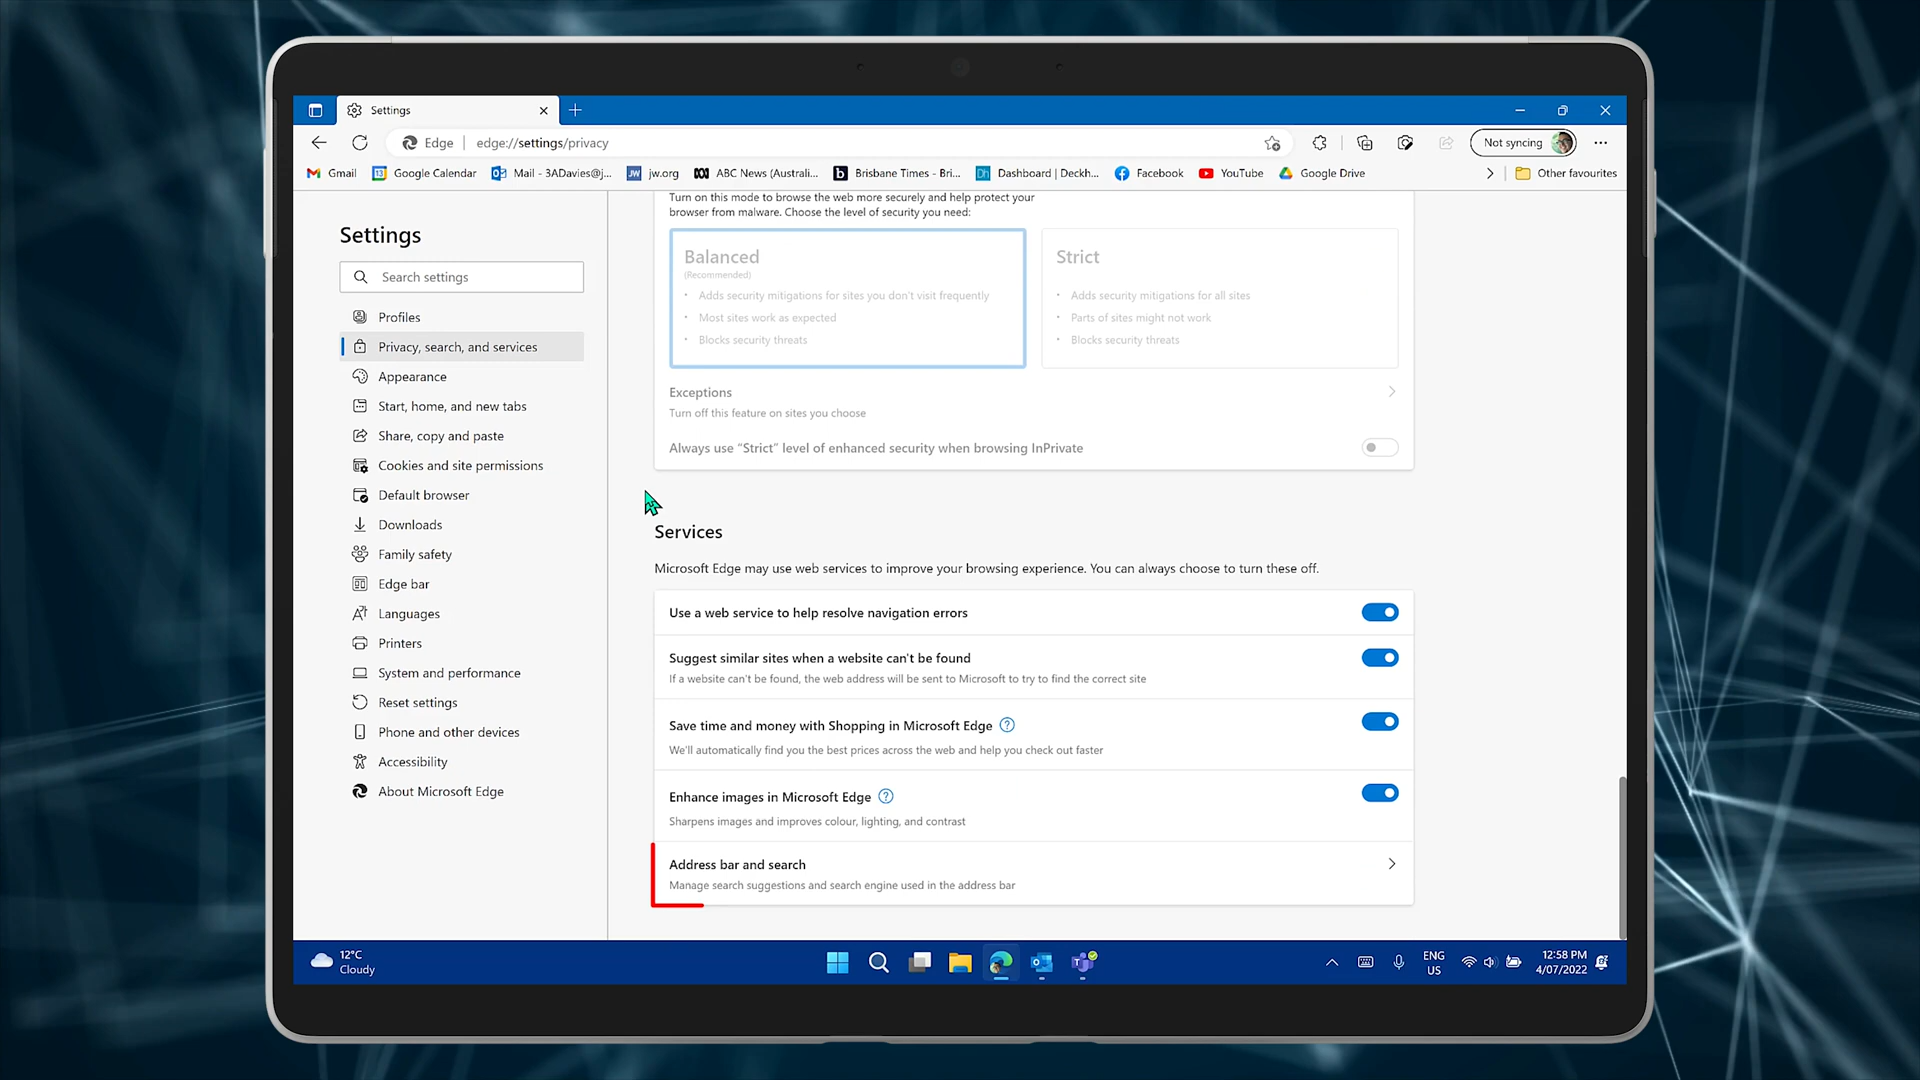 Settings
Edge
edge://settings/privacy
Not syncing
Gmail
Google Calendar
Mail - 3ADavies@j...
jw.org
ABC News (Australi...
Brisbane Times - Bri...
Dashboard | Deckh...
Facebook
YouTube
Google Drive
Other favourites
Settings
Search settings
Profiles
Privacy, search, and services
Appearance
Start, home, and new tabs
Share, copy and paste
Cookies and site permissions
Default browser
Downloads
Family safety
Edge bar
Languages
Printers
System and performance
Reset settings
Phone and other devices
Accessibility
About Microsoft Edge
Turn on this mode to browse the web more securely and help protect your
browser from malware. Choose the level of security you need:
Balanced
(Recommended)
• Adds security mitigations for sites you don't visit frequently
• Most sites work as expected
• Blocks security threats
Strict
• Adds security mitigations for all sites
• Parts of sites might not work
• Blocks security threats
Exceptions
Turn off this feature on sites you choose
Always use “Strict” level of enhanced security when browsing InPrivate
Services
Microsoft Edge may use web services to improve your browsing experience. You can always choose to turn these off.
Use a web service to help resolve navigation errors
Suggest similar sites when a website can't be found
If a website can't be found, the web address will be sent to Microsoft to try to find the correct site
Save time and money with Shopping in Microsoft Edge
We'll automatically find you the best prices across the web and help you check out faster
Enhance images in Microsoft Edge
Sharpens images and improves colour, lighting, and contrast
Address bar and search
Manage search suggestions and search engine used in the address bar
12°C
Cloudy
ENG
US
12:58 PM
4/07/2022